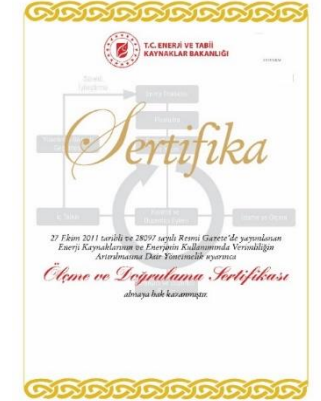 T.C. ENERJİ VE TABİİ
KAYNAKLAR BAKANLIĞI
Sertifika
27 Ekim 2011 tarihli ve 28097 sayılı Resmi Gazete'de yayınlanan
Enerji Kaynaklarının ve Enerjinin Kullanımında Verimliliğin
Artırılmasına Dair Yönetmelik uyarınca
Ölçme ve Doğrulama Sertifikası
almaya hak kazanmıştır.